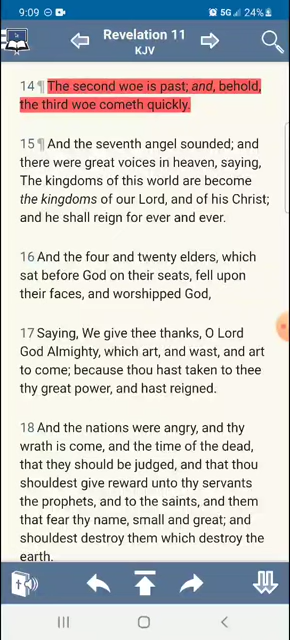 9:09 5G 24%
Revelation 11
KJV
14 ¶ The second woe is past; and, behold,
the third woe cometh quickly.
15 ¶ And the seventh angel sounded; and
there were great voices in heaven, saying,
The kingdoms of this world are become
the kingdoms of our Lord, and of his Christ;
and he shall reign for ever and ever.
16 And the four and twenty elders, which
sat before God on their seats, fell upon
their faces, and worshipped God,
17 Saying, We give thee thanks, O Lord
God Almighty, which art, and wast, and art
to come; because thou hast taken to thee
thy great power, and hast reigned.
18 And the nations were angry, and thy
wrath is come, and the time of the dead,
that they should be judged, and that thou
shouldest give reward unto thy servants
the prophets, and to the saints, and them
that fear thy name, small and great; and
shouldest destroy them which destroy the
earth.